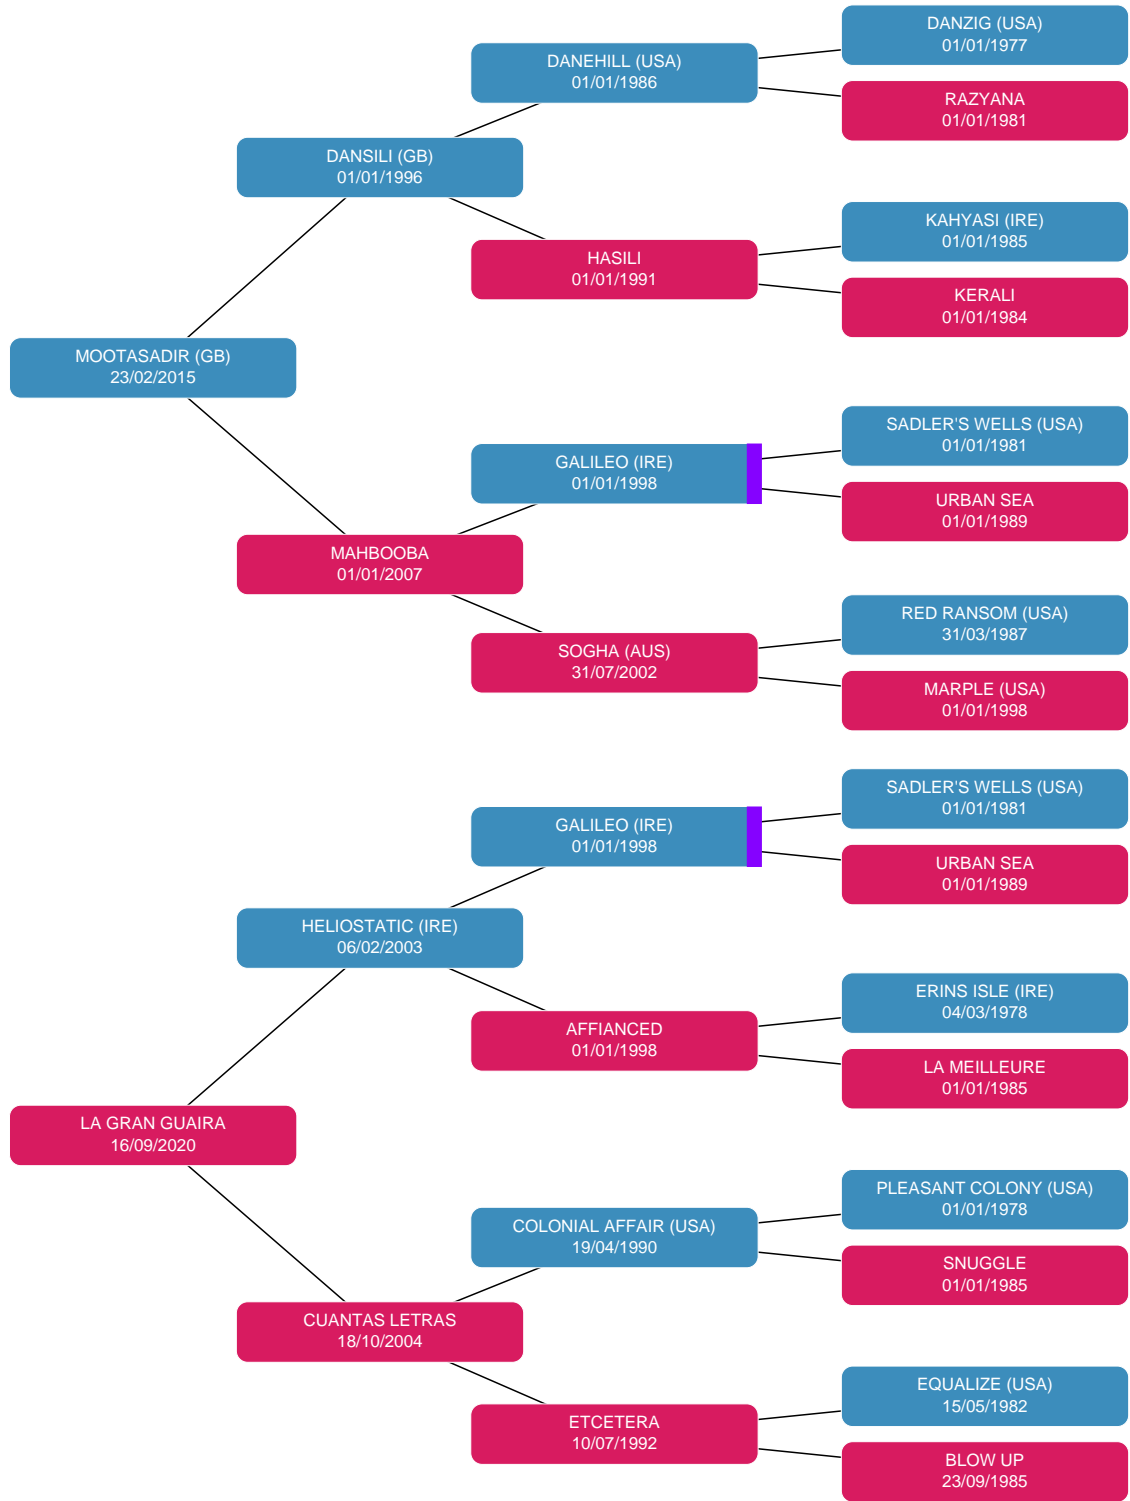 DANZIG (USA)
01/01/1977
DANEHILL (USA)
01/01/1986
RAZYANA
01/01/1981
DANSILI (GB)
01/01/1996
KAHYASI (IRE)
01/01/1985
HASILI
01/01/1991
KERALI
01/01/1984
MOOTASADIR (GB)
23/02/2015
SADLER'S WELLS (USA)
01/01/1981
GALILEO (IRE)
01/01/1998
URBAN SEA
01/01/1989
MAHBOOBA
01/01/2007
RED RANSOM (USA)
31/03/1987
SOGHA (AUS)
31/07/2002
MARPLE (USA)
01/01/1998
SADLER'S WELLS (USA)
01/01/1981
GALILEO (IRE)
01/01/1998
URBAN SEA
01/01/1989
HELIOSTATIC (IRE)
06/02/2003
ERINS ISLE (IRE)
04/03/1978
AFFIANCED
01/01/1998
LA MEILLEURE
01/01/1985
LA GRAN GUAIRA
16/09/2020
PLEASANT COLONY (USA)
01/01/1978
COLONIAL AFFAIR (USA)
19/04/1990
SNUGGLE
01/01/1985
CUANTAS LETRAS
18/10/2004
EQUALIZE (USA)
15/05/1982
ETCETERA
10/07/1992
BLOW UP
23/09/1985